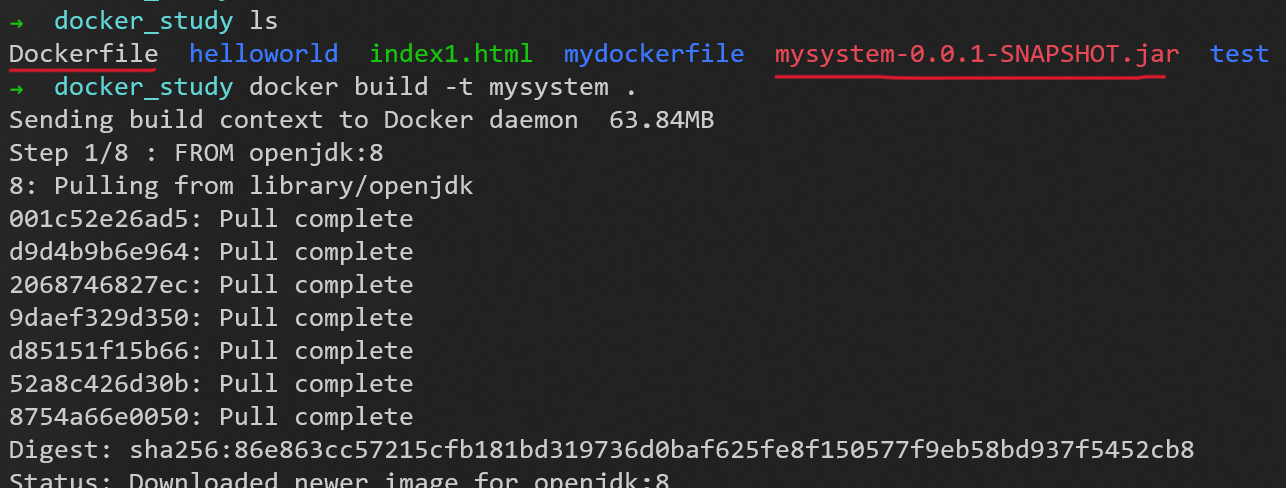 → docker_study ls
Dockerfile helloworld index1.html mydockerfile mysystem-0.0.1-SNAPSHOT.jar test
→ docker_study docker build -t mysystem .
Sending build context to Docker daemon 63.84MB
Step 1/8 : FROM openjdk:8
8: Pulling from library/openjdk
001c52e26ad5: Pull complete
d9d4b9b6e964: Pull complete
2068746827ec: Pull complete
9daef329d350: Pull complete
d85151f15b66: Pull complete
52a8c426d30b: Pull complete
8754a66e0050: Pull complete
Digest: sha256:86e863cc57215cfb181bd319736d0baf625fe8f150577f9eb58bd937f5452cb8
Status: Downloaded newer image for openjdk:8